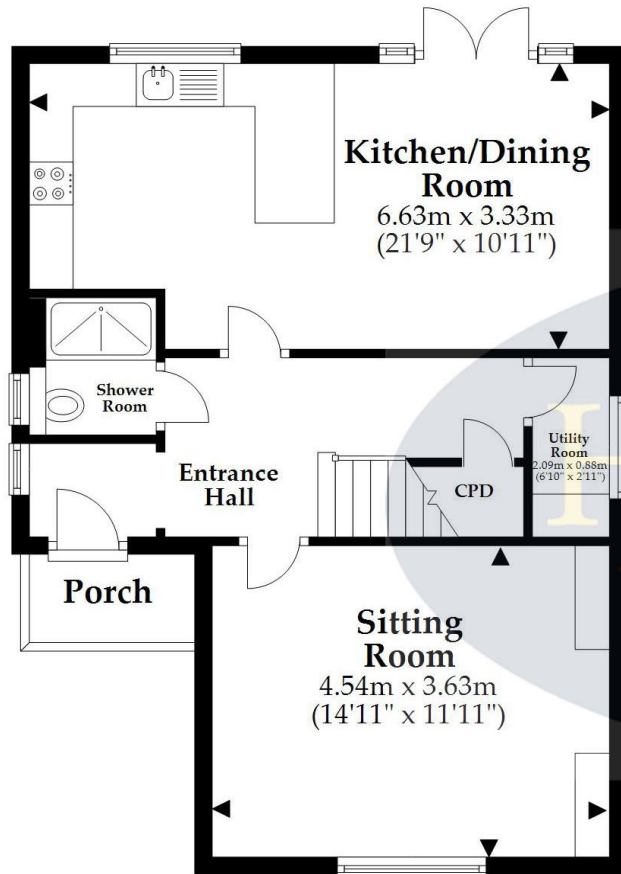 Kitchen/Dining
Room
6.63m x 3.33m
(21'9" x 10'11")
Shower
Room
Utility
Room
2.09m x 0.88m
(6'10" x 2'11")
Entrance
Hall
CPD
Porch
Sitting
Room
4.54m x 3.63m
(14'11" x 11'11")